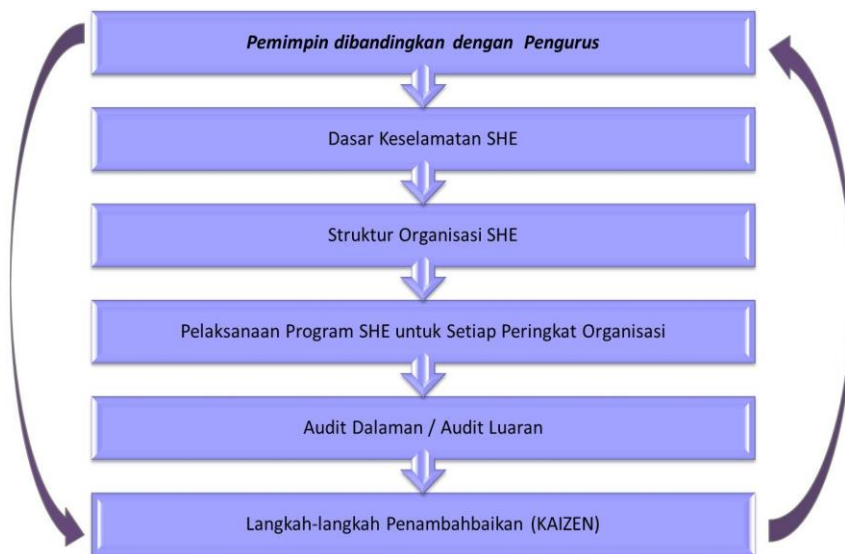 Pemimpin dibandingkan dengan Pengurus
Dasar Keselamatan SHE
Struktur Organisasi SHE
Pelaksanaan Program SHE untuk Setiap Peringkat Organisasi
Audit Dalaman / Audit Luaran
Langkah-langkah Penambahbaikan (KAIZEN)